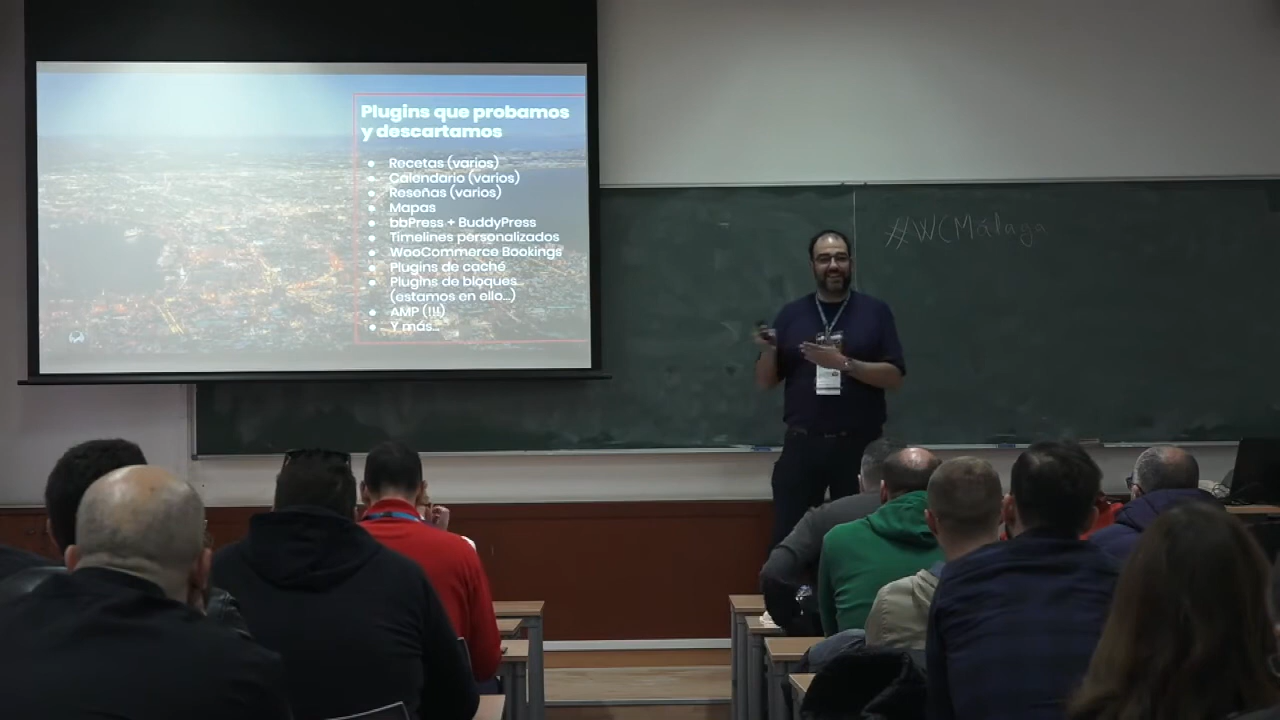 Plugins que probamos
y descartamos
● Recetas (varios)
● Calendario (varios)
● Reseñas (varios)
● Mapas
● bbPress + BuddyPress
● Timelines personalizados
● WooCommerce Bookings
● Plugins de caché
● Plugins de bloques
(estamos en ello...)
● AMP (!!!)
● Y más...
#WCMálaga